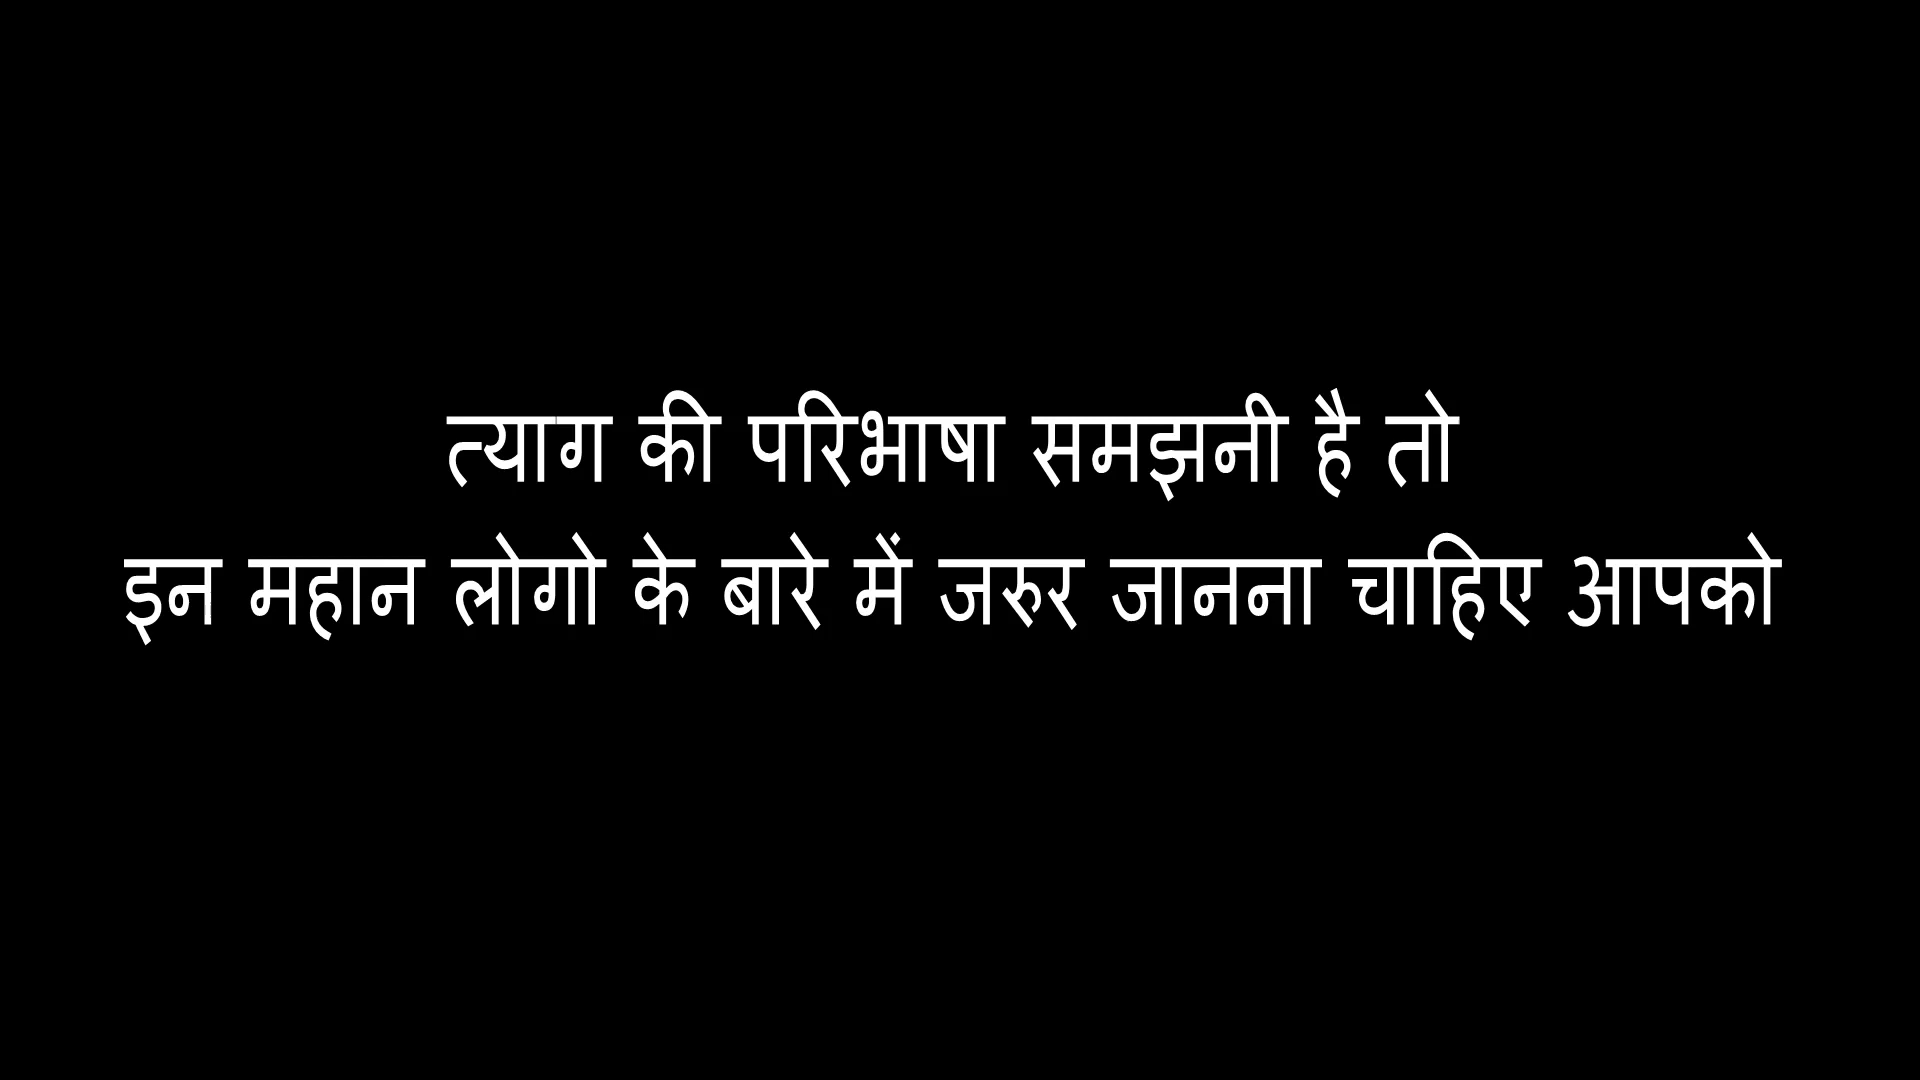 त्याग की परिभाषा समझनी है तो
इन महान लोगो के बारे में जरुर जानना चाहिए आपको